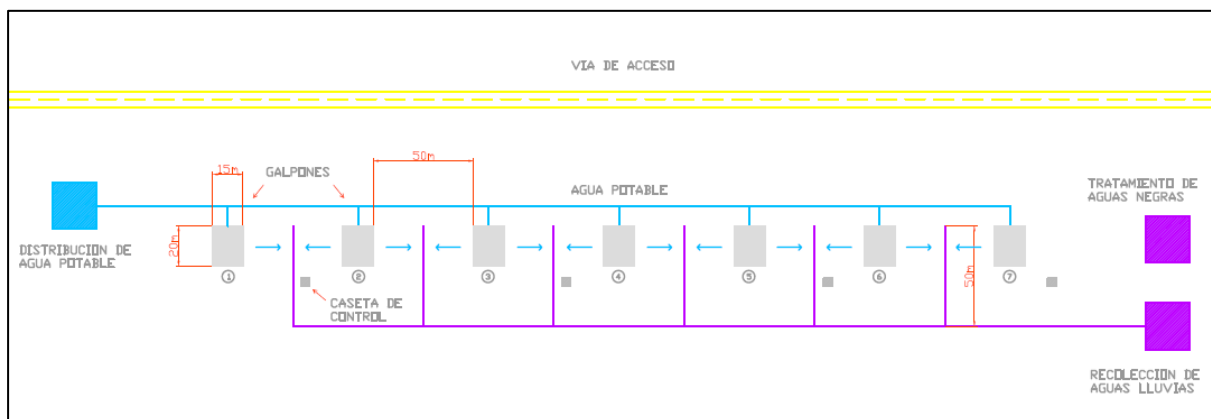 VIA DE ACCESO
15m
GALPONES
50m
AGUA POTABLE
TRATAMIENTO DE
AGUAS NEGRAS
DISTRIBUCION DE
AGUA POTABLE
20m
1
2
3
4
5
6
7
50m
CASETA DE
CONTROL
RECOLECCION DE
AGUAS LLUVIAS